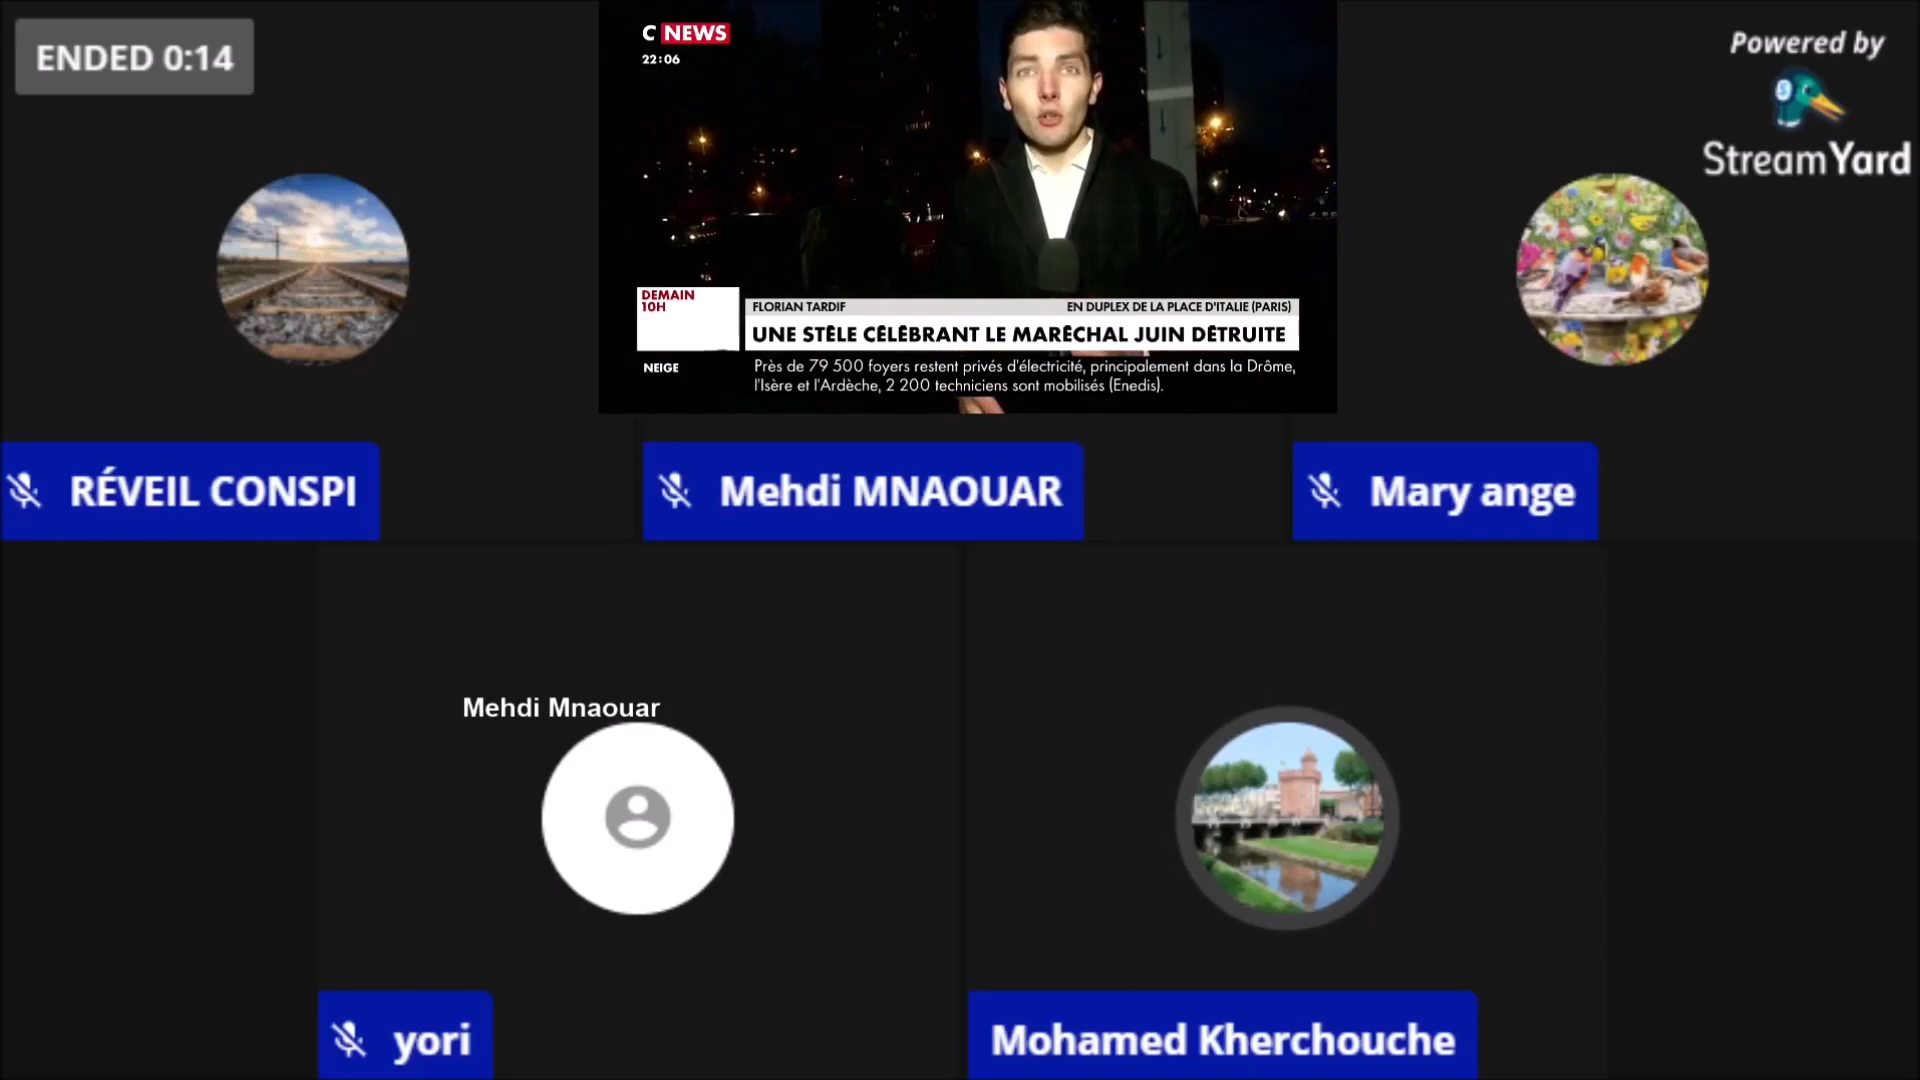 ENDED 0:14
C NEWS
22:06
Powered by
StreamYard
DEMAIN
10H
FLORIAN TARDIF
EN DUPLEX DE LA PLACE D'ITALIE (PARIS)
UNE STÈLE CÉLÉBRANT LE MARÉCHAL JUIN DÉTRUITE
NEIGE
Près de 79 500 foyers restent privés d'électricité, principalement dans la Drôme,
l'Isère et l'Ardèche, 2 200 techniciens sont mobilisés (Enedis).
RÉVEIL CONSPI
Mehdi MNAOUAR
Mary ange
Mehdi Mnaouar
yori
Mohamed Kherchouche